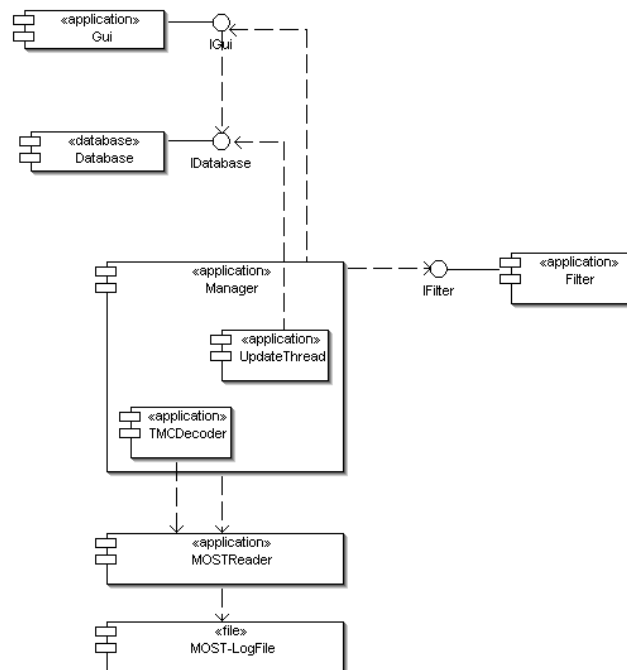 «application»
Gui
IGui
«database»
Database
IDatabase
«application»
Manager
IFilter
«application»
Filter
«application»
UpdateThread
«application»
TMCDecoder
«application»
MOSTReader
«file»
MOST-LogFile